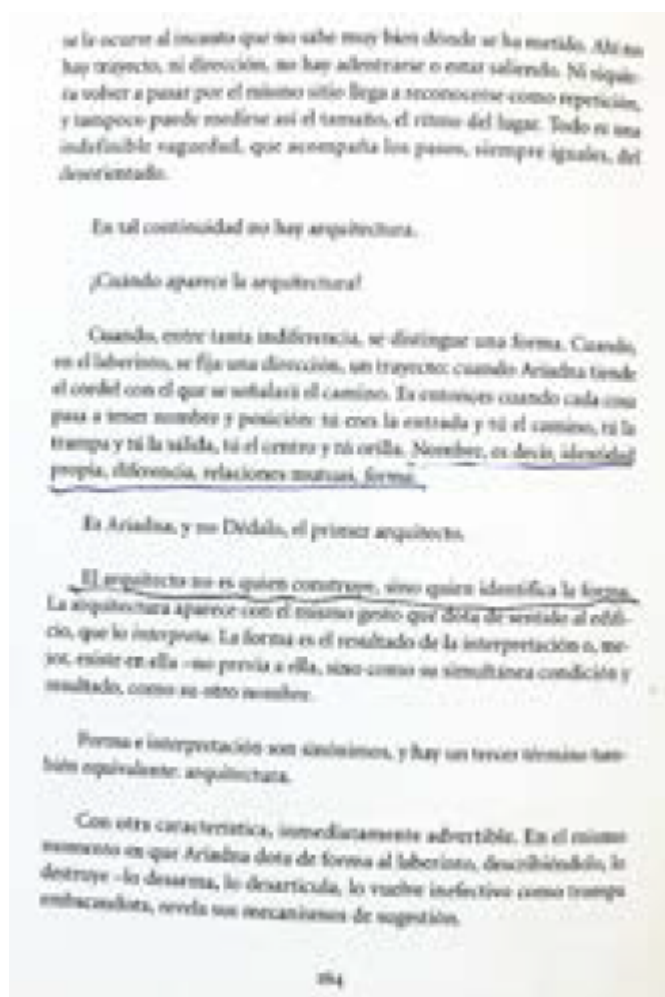 se le ocurre al incauto que no sabe muy bien dónde se ha metido. Ahí no
hay trayecto, ni dirección, no hay adentrarse o estar saliendo. Ni siquie-
ra volver a pasar por el mismo sitio llega a reconocerse como repetición,
y tampoco puede medirse así el tamaño, el ritmo del lugar. Todo es una
indefinible vaguedad, que acompaña los pasos, siempre iguales, del
desorientado.
En tal continuidad no hay arquitectura.
¿Cuándo aparece la arquitectura?
Cuando, entre tanta indiferencia, se distingue una forma. Cuando,
en el laberinto, se fija una dirección, un trayecto: cuando Ariadna tiende
el cordel con el que se señalará el camino. Es entonces cuando cada cosa
pasa a tener nombre y posición: tú eres la entrada y tú el camino, tú la
trampa y tú la salida, tú el centro y tú orilla. Nombre, es decir, identidad
propia, diferencia, relaciones mutuas, forma.
Es Ariadna, y no Dédalo, el primer arquitecto.
El arquitecto no es quien construye, sino quien identifica la forma.
La arquitectura aparece con el mismo gesto que dota de sentido al edifi-
cio, que lo interpreta. La forma es el resultado de la interpretación o, me-
jor, existe en ella –no previa a ella, sino como su simultánea condición y
resultado, como su otro nombre.
Forma e interpretación son sinónimos, y hay un tercer término tam-
bién equivalente: arquitectura.
Con otra característica, inmediatamente advertible. En el mismo
momento en que Ariadna dota de forma al laberinto, describiéndolo, lo
destruye –lo desarma, lo desarticula, lo vuelve inefectivo como trampa
embaucadora, revela sus mecanismos de sugestión.
264